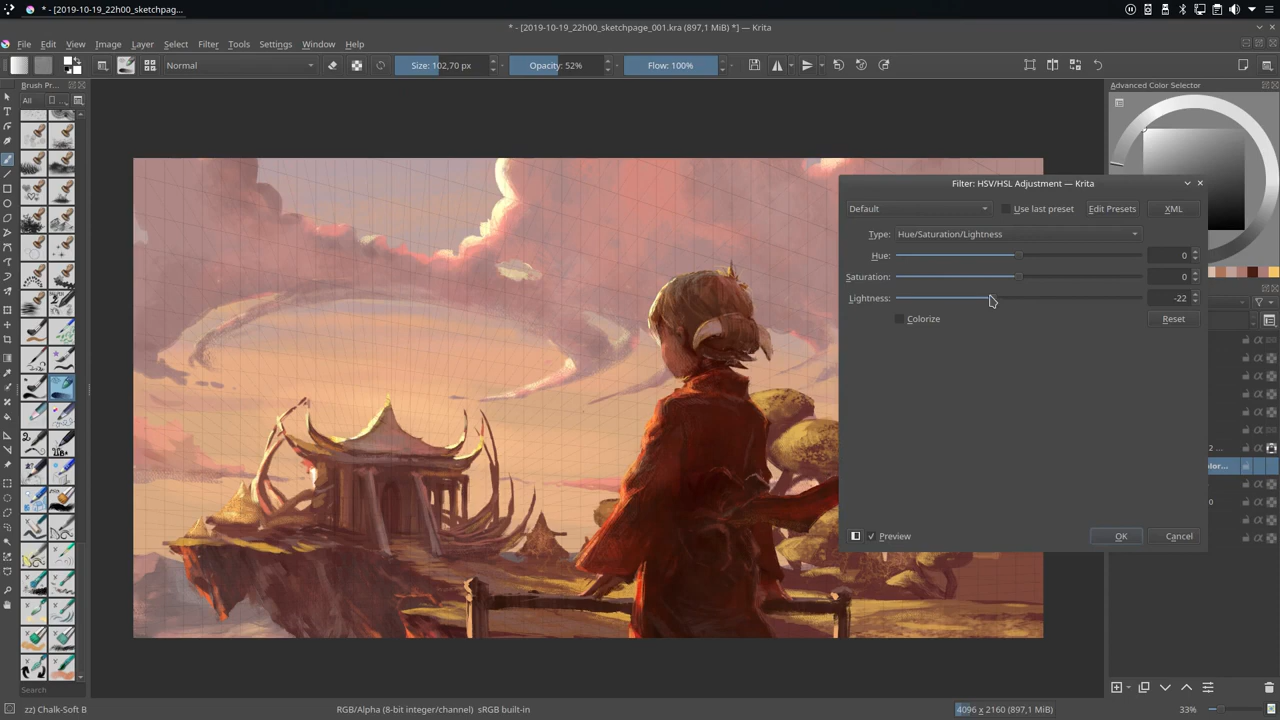 * - [2019-10-19_22h00_sketchpag...
* - [2019-10-19_22h00_sketchpage_001.kra (897,1 MiB) *] — Krita
File Edit View Image Layer Select Filter Tools Settings Window Help
Normal Size: 102,70 px Opacity: 52% Flow: 100%
Brush Pr... Advanced Color Selector
All
Filter: HSV/HSL Adjustment — Krita
Default Use last preset Edit Presets XML
Type: Hue/Saturation/Lightness
Hue: 0
Saturation: 0
Lightness: -22
Colorize Reset
2 ...
olor...
0
Preview OK Cancel
Search
zz) Chalk-Soft B RGB/Alpha (8-bit integer/channel) sRGB built-in 4096 x 2160 (897,1 MiB) 33%